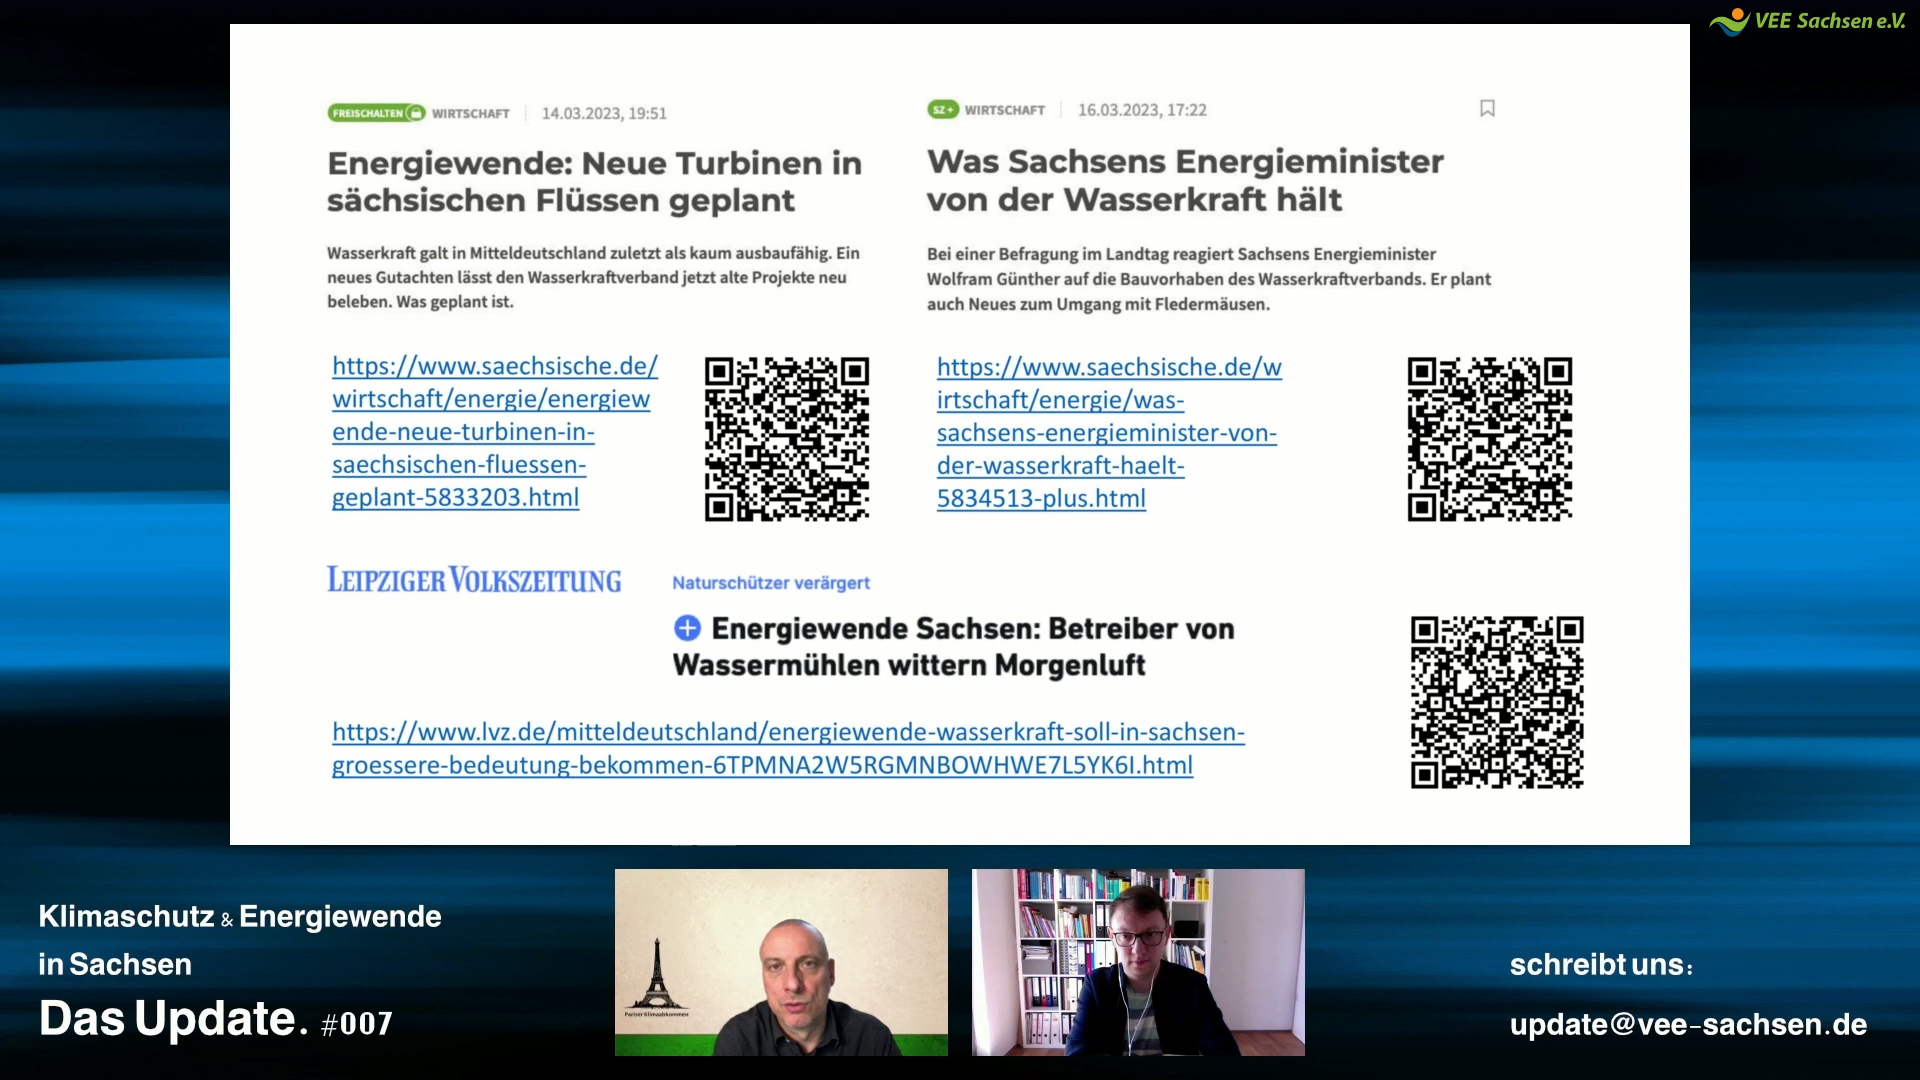 VEE Sachsen e.V.
FREISCHALTEN WIRTSCHAFT 14.03.2023, 19:51
Energiewende: Neue Turbinen in
sächsischen Flüssen geplant
Wasserkraft galt in Mitteldeutschland zuletzt als kaum ausbaufähig. Ein
neues Gutachten lässt den Wasserkraftverband jetzt alte Projekte neu
beleben. Was geplant ist.
https://www.saechsische.de/
wirtschaft/energie/energiew
ende-neue-turbinen-in-
saechsischen-fluessen-
geplant-5833203.html
SZ+ WIRTSCHAFT 16.03.2023, 17:22
Was Sachsens Energieminister
von der Wasserkraft hält
Bei einer Befragung im Landtag reagiert Sachsens Energieminister
Wolfram Günther auf die Bauvorhaben des Wasserkraftverbands. Er plant
auch Neues zum Umgang mit Fledermäusen.
https://www.saechsische.de/w
irtschaft/energie/was-
sachsens-energieminister-von-
der-wasserkraft-haelt-
5834513-plus.html
LEIPZIGER VOLKSZEITUNG
Naturschützer verärgert
Energiewende Sachsen: Betreiber von
Wassermühlen wittern Morgenluft
https://www.lvz.de/mitteldeutschland/energiewende-wasserkraft-soll-in-sachsen-
groessere-bedeutung-bekommen-6TPMNA2W5RGMNBOWHWE7L5YK6I.html
Klimaschutz & Energiewende
in Sachsen
Das Update. #007
Pariser Klimaabkommen
schreibt uns:
update@vee-sachsen.de